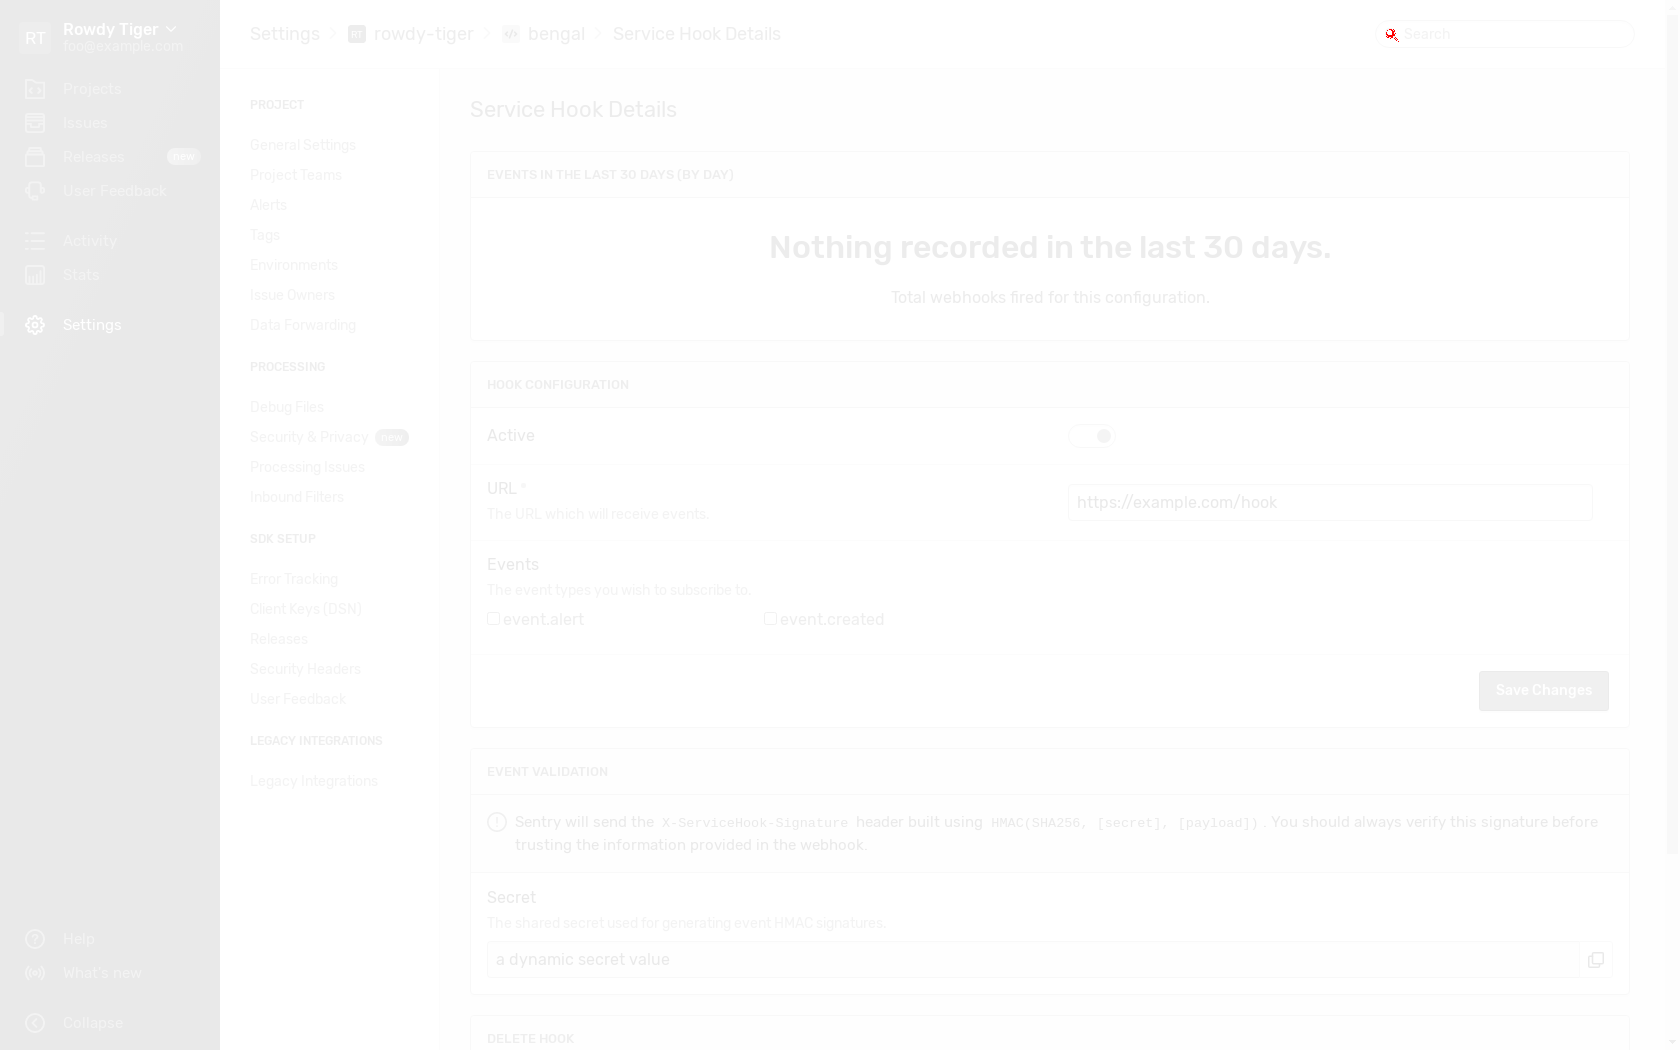 RT
Rowdy Tiger
foo@example.com
Projects
Issues
Releases new
User Feedback
Activity
Stats
Settings
Help
What's new
Collapse
Settings RT rowdy-tiger bengal Service Hook Details
Search
PROJECT
General Settings
Project Teams
Alerts
Tags
Environments
Issue Owners
Data Forwarding
PROCESSING
Debug Files
Security & Privacy new
Processing Issues
Inbound Filters
SDK SETUP
Error Tracking
Client Keys (DSN)
Releases
Security Headers
User Feedback
LEGACY INTEGRATIONS
Legacy Integrations
Service Hook Details
EVENTS IN THE LAST 30 DAYS (BY DAY)
Nothing recorded in the last 30 days.
Total webhooks fired for this configuration.
HOOK CONFIGURATION
Active
URL *
The URL which will receive events.
https://example.com/hook
Events
The event types you wish to subscribe to.
event.alert event.created
Save Changes
EVENT VALIDATION
Sentry will send the X-ServiceHook-Signature header built using HMAC(SHA256, [secret], [payload]). You should always verify this signature before
trusting the information provided in the webhook.
Secret
The shared secret used for generating event HMAC signatures.
a dynamic secret value
DELETE HOOK